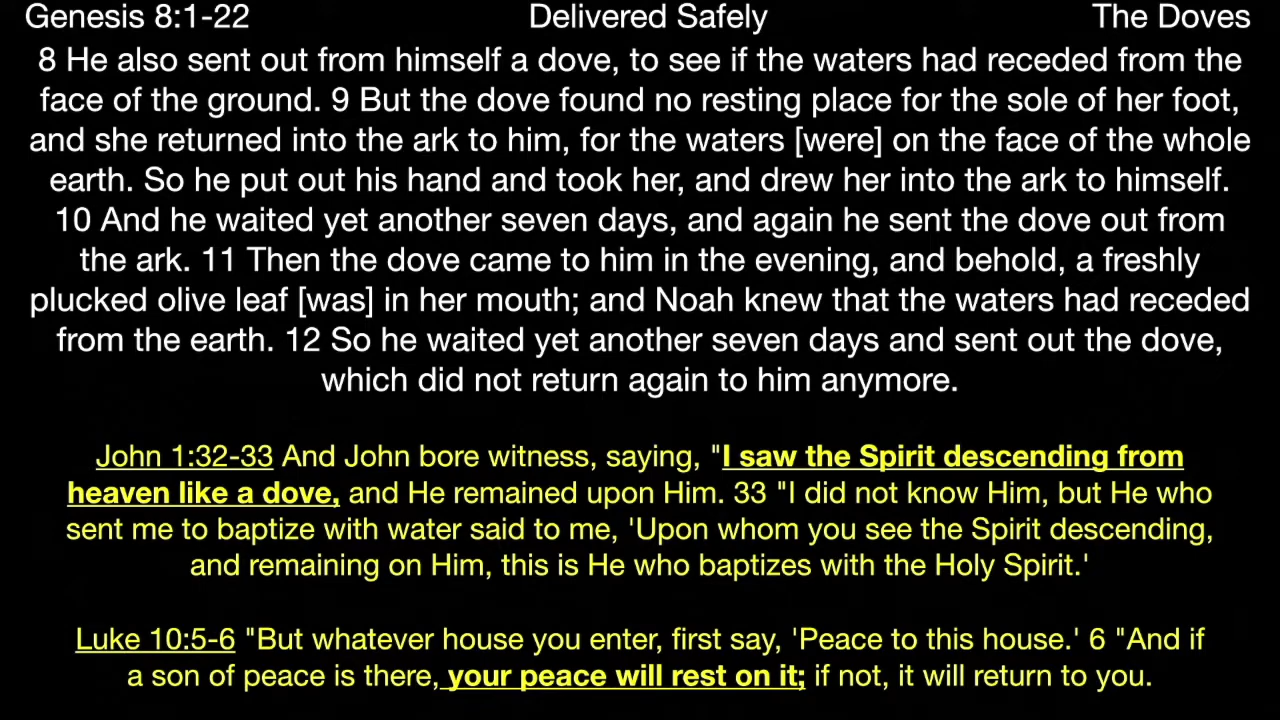 Genesis 8:1-22 Delivered Safely The Doves
8 He also sent out from himself a dove, to see if the waters had receded from the
face of the ground. 9 But the dove found no resting place for the sole of her foot,
and she returned into the ark to him, for the waters [were] on the face of the whole
earth. So he put out his hand and took her, and drew her into the ark to himself.
10 And he waited yet another seven days, and again he sent the dove out from
the ark. 11 Then the dove came to him in the evening, and behold, a freshly
plucked olive leaf [was] in her mouth; and Noah knew that the waters had receded
from the earth. 12 So he waited yet another seven days and sent out the dove,
which did not return again to him anymore.
John 1:32-33 And John bore witness, saying, "I saw the Spirit descending from
heaven like a dove, and He remained upon Him. 33 "I did not know Him, but He who
sent me to baptize with water said to me, 'Upon whom you see the Spirit descending,
and remaining on Him, this is He who baptizes with the Holy Spirit.'
Luke 10:5-6 "But whatever house you enter, first say, 'Peace to this house.' 6 "And if
a son of peace is there, your peace will rest on it; if not, it will return to you.